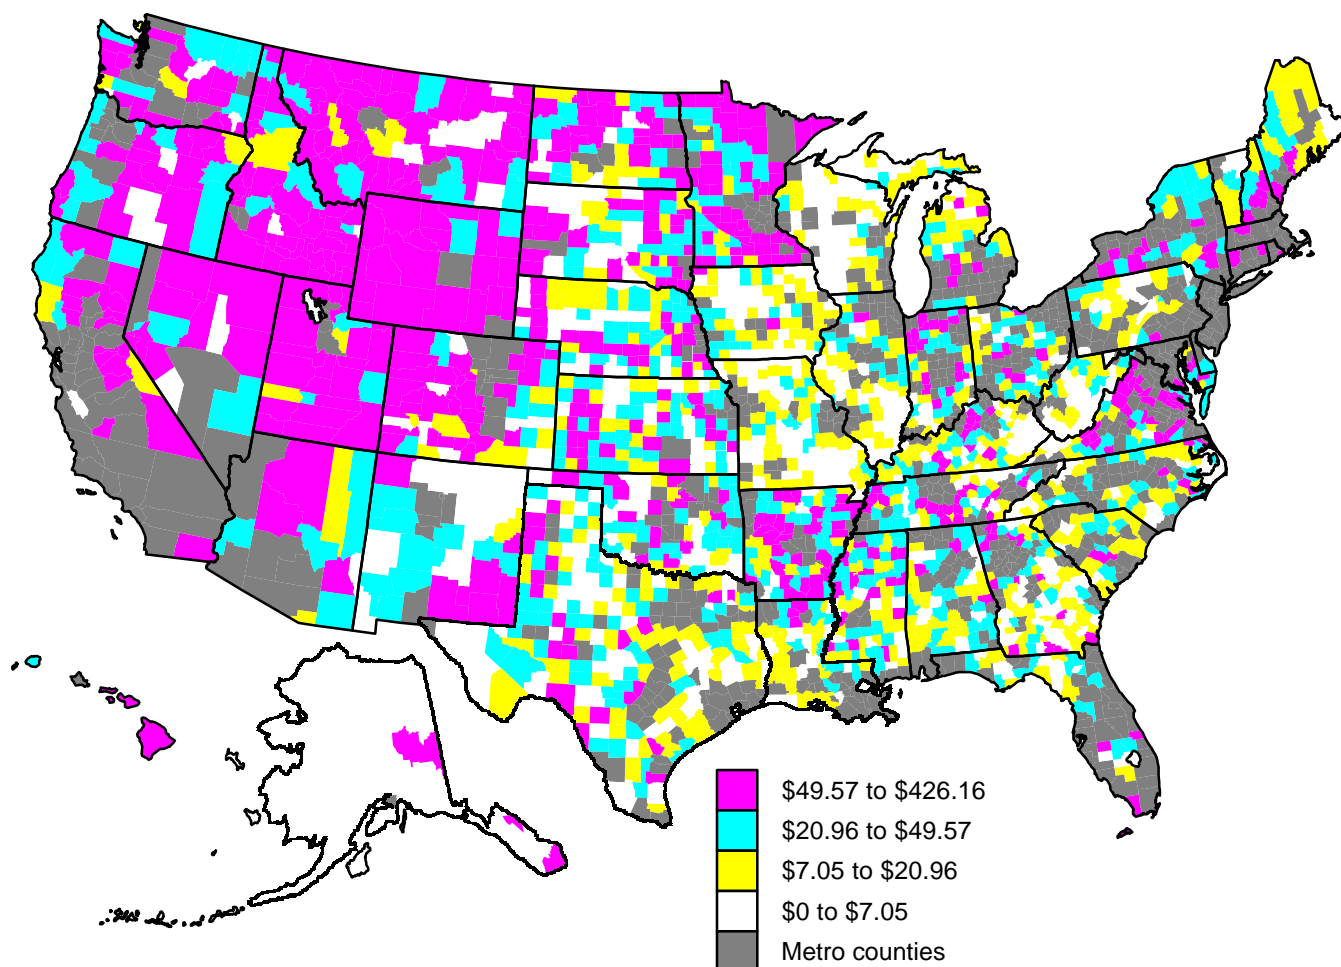 $49.57 to $426.16
$20.96 to $49.57
$7.05 to $20.96
$0 to $7.05
Metro counties